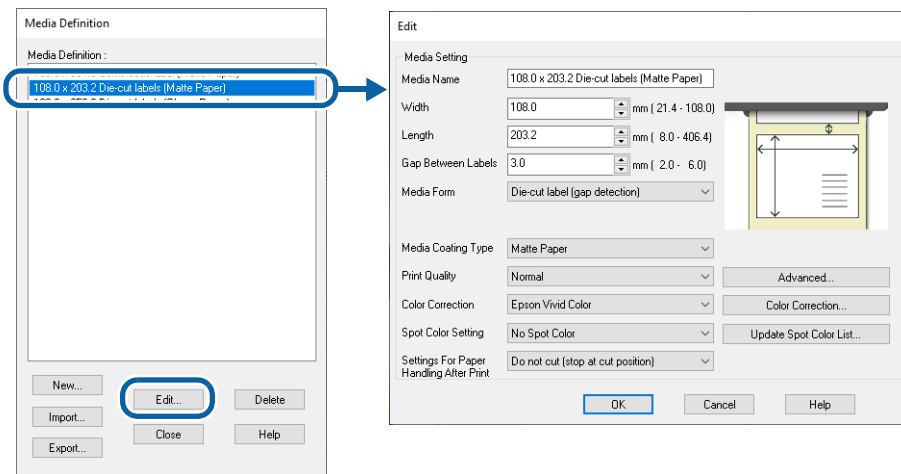 Media Definition
Media Definition :
108.0 x 203.2 Die-cut labels (Matte Paper)
New...
Edit...
Delete
Import...
Close
Help
Export...
Edit
Media Setting
Media Name 108.0 x 203.2 Die-cut labels (Matte Paper)
Width 108.0 mm ( 21.4 - 108.0)
Length 203.2 mm ( 8.0 - 406.4)
Gap Between Labels 3.0 mm ( 2.0 - 6.0)
Media Form Die-cut label (gap detection)
Media Coating Type Matte Paper
Print Quality Normal Advanced...
Color Correction Epson Vivid Color Color Correction...
Spot Color Setting No Spot Color Update Spot Color List...
Settings For Paper
Handling After Print Do not cut (stop at cut position)
OK Cancel Help